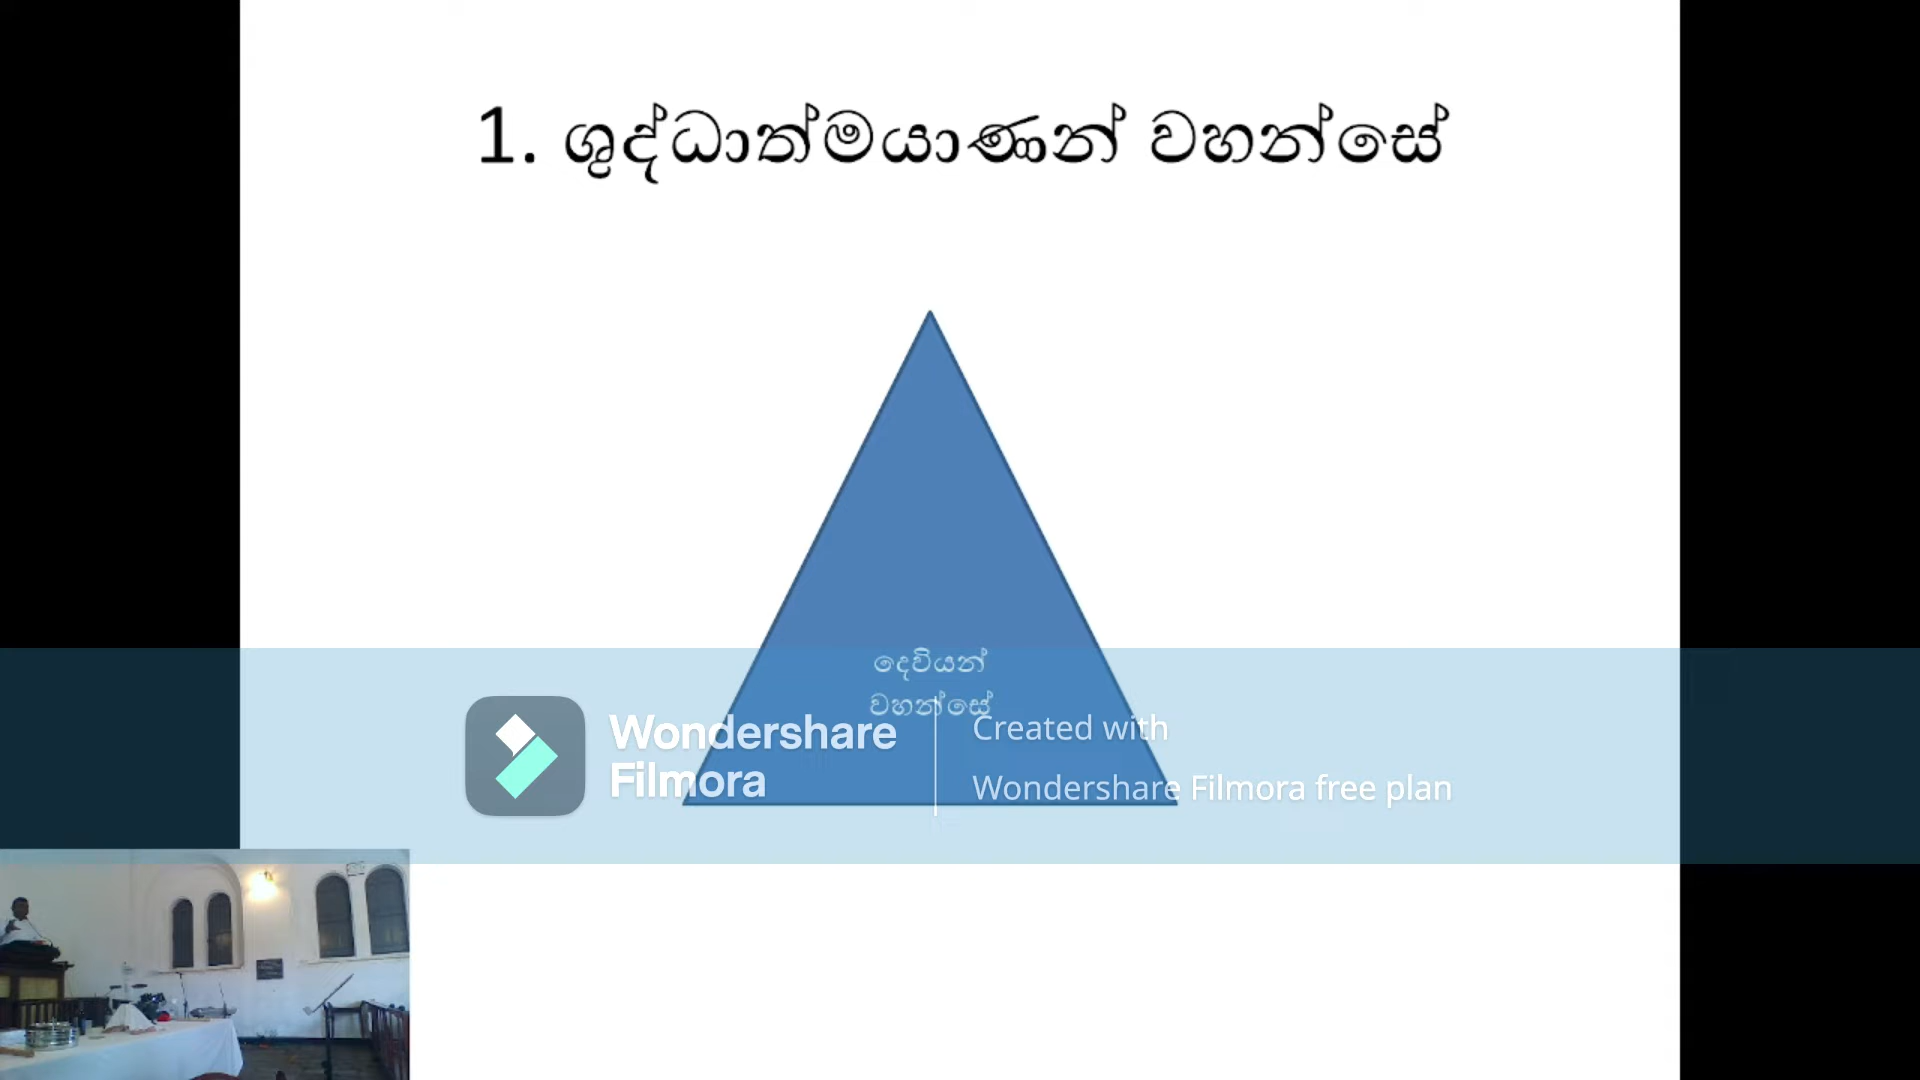 1. ශුද්ධාත්මයාණන් වහන්සේ
දෙවියන්
වහන්සේ
Wondershare
Filmora
Created with
Wondershare Filmora free plan